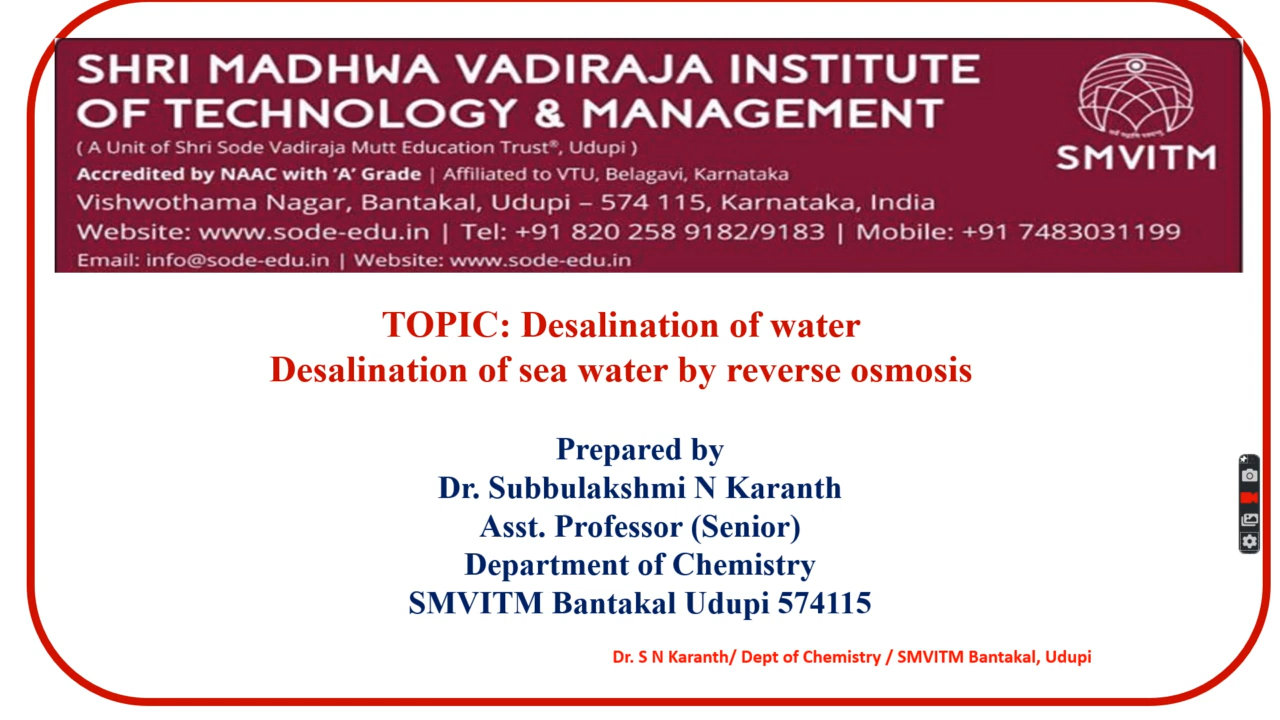 SHRI MADHWA VADIRAJA INSTITUTE
OF TECHNOLOGY & MANAGEMENT
( A Unit of Shri Sode Vadiraja Mutt Education Trust®, Udupi )
Accredited by NAAC with ‘A’ Grade | Affiliated to VTU, Belagavi, Karnataka
Vishwothama Nagar, Bantakal, Udupi – 574 115, Karnataka, India
Website: www.sode-edu.in | Tel: +91 820 258 9182/9183 | Mobile: +91 7483031199
Email: info@sode-edu.in | Website: www.sode-edu.in
SMVITM
TOPIC: Desalination of water
Desalination of sea water by reverse osmosis
Prepared by
Dr. Subbulakshmi N Karanth
Asst. Professor (Senior)
Department of Chemistry
SMVITM Bantakal Udupi 574115
Dr. S N Karanth/ Dept of Chemistry / SMVITM Bantakal, Udupi